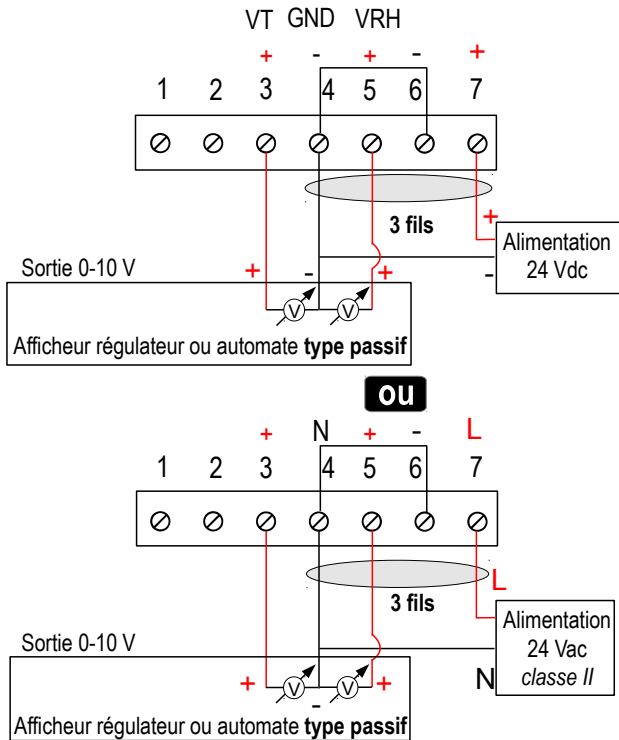 VT GND VRH
+ - + - +
1 2 3 4 5 6 7
3 fils
+
Alimentation
24 Vdc
-
Sortie 0-10 V
+ - +
V V
Afficheur régulateur ou automate type passif
ou
+ N + - L
1 2 3 4 5 6 7
3 fils
L
Alimentation
24 Vac
classe II
N
Sortie 0-10 V
+ V - V +
Afficheur régulateur ou automate type passif